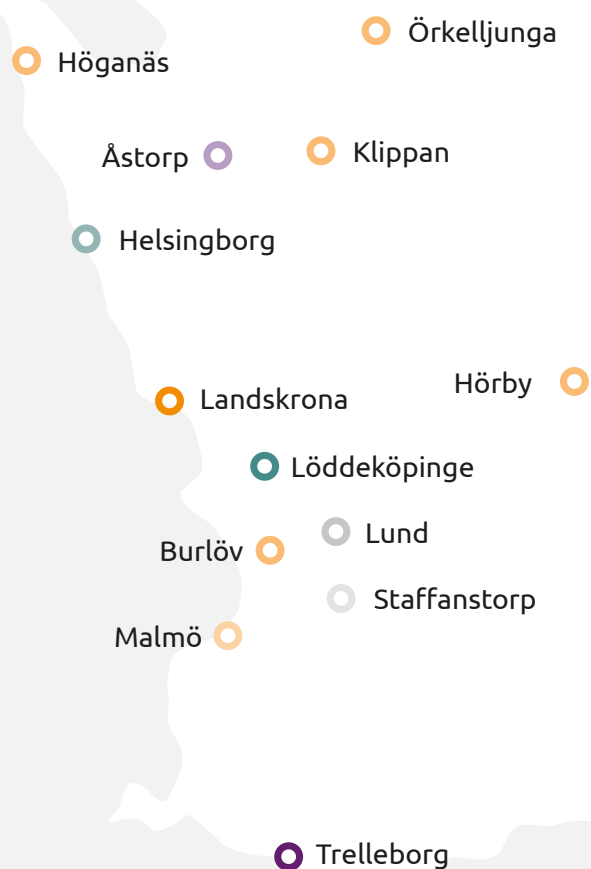 Örkelljunga
Höganäs
Åstorp
Klippan
Helsingborg
Hörby
Landskrona
Löddeköpinge
Lund
Burlöv
Staffanstorp
Malmö
Trelleborg